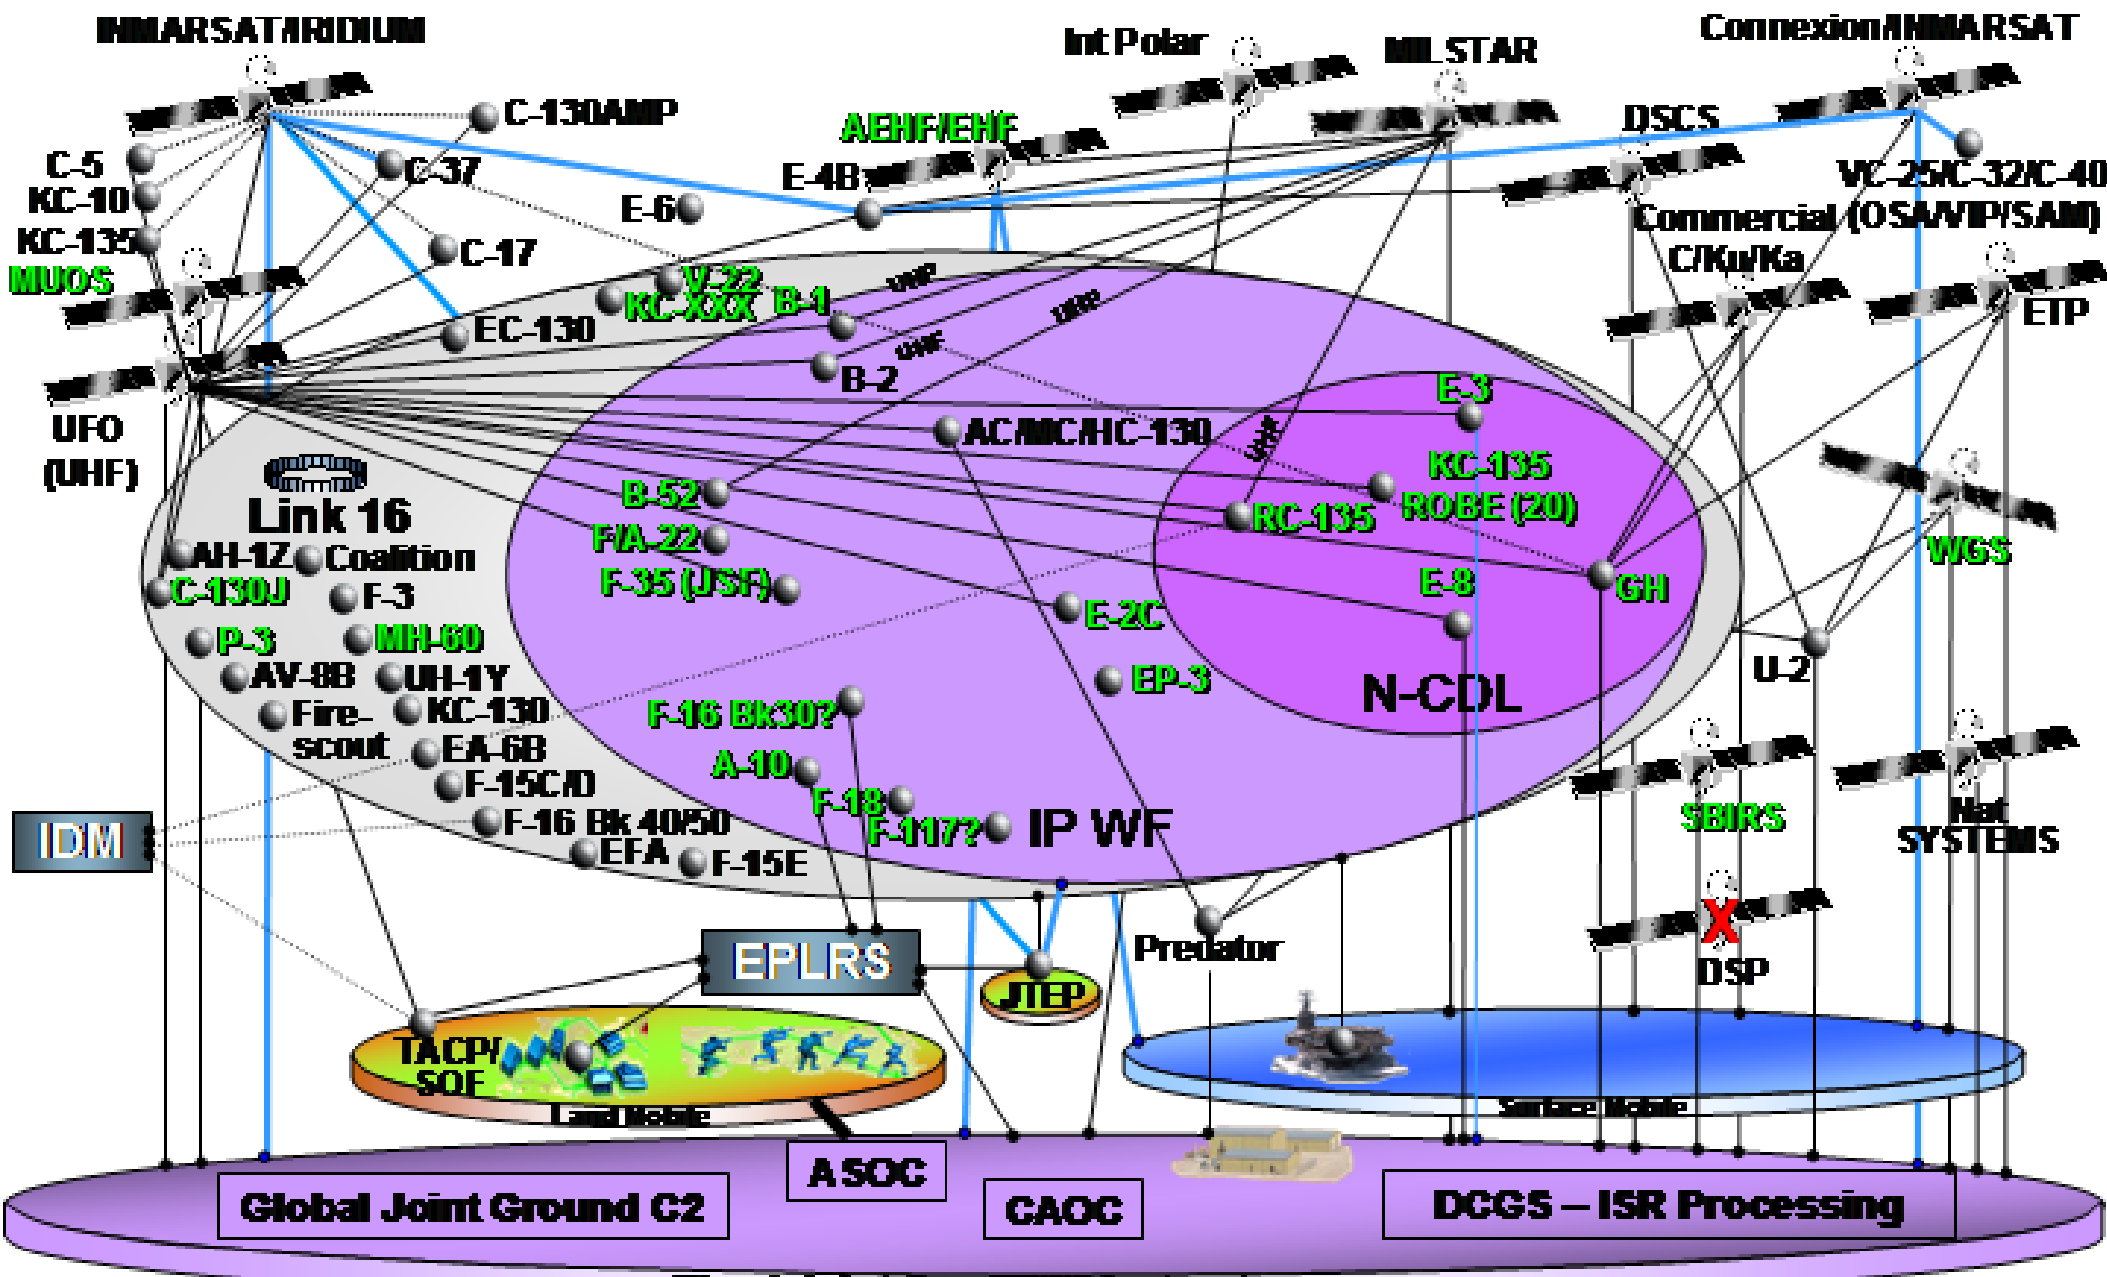 INMARSAT/IRIDIUM
Int Polar
MILSTAR
Connexion/INMARSAT
C-130AMP
AEHF/EHF
DSCS
C-5
C-37
E-4B
VC-25/C-32/C-40
(OSA/VIP/SAM)
KC-10
E-6
Commercial
C/Ku/Ka
KC-135
C-17
MUOS
V-22
KC-XXX
B-1
UHF
UHF
UHF
ETP
EC-130
B-2
UFO
(UHF)
E-3
AC/MC/HC-130
UHF
KC-135
ROBE (20)
Link 16
B-52
RC-135
F/A-22
WGS
AH-1Z
Coalition
F-35 (JSF)
E-8
GH
C-130J
F-3
E-2C
P-3
MH-60
U-2
AV-8B
UH-1Y
EP-3
N-CDL
Fire-
scout
KC-130
F-16 Bk30?
EA-6B
A-10
F-15C/D
F-18
SBIRS
Nat
SYSTEMS
IDM
F-16 Bk 40/50
F-117?
IP WF
EFA
F-15E
EPLRS
Predator
DSP
X
JTEP
TACP/
SOF
Land Mobile
Surface Mobile
ASOC
Global Joint Ground C2
CAOC
DCGS – ISR Processing